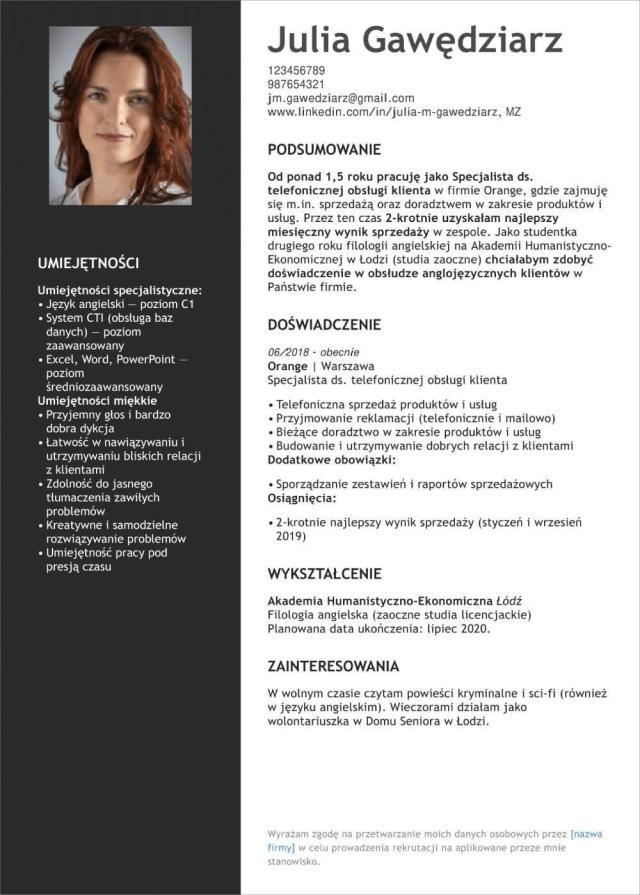 Julia Gawędziarz
123456789
987654321
jm.gawedziarz@gmail.com
www.linkedin.com/in/julia-m-gawedziarz, MZ
PODSUMOWANIE
Od ponad 1,5 roku pracuję jako Specjalista ds.
telefonicznej obsługi klienta w firmie Orange, gdzie zajmuję
się m.in. sprzedażą oraz doradztwem w zakresie produktów i
usług. Przez ten czas 2-krotnie uzyskałam najlepszy
miesięczny wynik sprzedaży w zespole. Jako studentka
drugiego roku filologii angielskiej na Akademii Humanistyczno-
Ekonomicznej w Łodzi (studia zaoczne) chciałabym zdobyć
doświadczenie w obsłudze anglojęzycznych klientów w
Państwie firmie.
DOŚWIADCZENIE
06/2018 - obecnie
Orange | Warszawa
Specjalista ds. telefonicznej obsługi klienta
• Telefoniczna sprzedaż produktów i usług
• Przyjmowanie reklamacji (telefonicznie i mailowo)
• Bieżące doradztwo w zakresie produktów i usług
• Budowanie i utrzymywanie dobrych relacji z klientami
Dodatkowe obowiązki:
• Sporządzanie zestawień i raportów sprzedażowych
Osiągnięcia:
• 2-krotnie najlepszy wynik sprzedaży (styczeń i wrzesień
2019)
WYKSZTAŁCENIE
Akademia Humanistyczno-Ekonomiczna Łódź
Filologia angielska (zaoczne studia licencjackie)
Planowana data ukończenia: lipiec 2020.
ZAINTERESOWANIA
W wolnym czasie czytam powieści kryminalne i sci-fi (również
w języku angielskim). Wieczorami działam jako
wolontariuszka w Domu Seniora w Łodzi.
Wyrażam zgodę na przetwarzanie moich danych osobowych przez [nazwa
firmy] w celu prowadzenia rekrutacji na aplikowane przeze mnie
stanowisko.
UMIEJĘTNOŚCI
Umiejętności specjalistyczne:
• Język angielski — poziom C1
• System CTI (obsługa baz
danych) — poziom
zaawansowany
• Excel, Word, PowerPoint —
poziom
średniozaawansowany
Umiejętności miękkie
• Przyjemny głos i bardzo
dobra dykcja
• Łatwość w nawiązywaniu i
utrzymywaniu bliskich relacji
z klientami
• Zdolność do jasnego
tłumaczenia zawiłych
problemów
• Kreatywne i samodzielne
rozwiązywanie problemów
• Umiejętność pracy pod
presją czasu